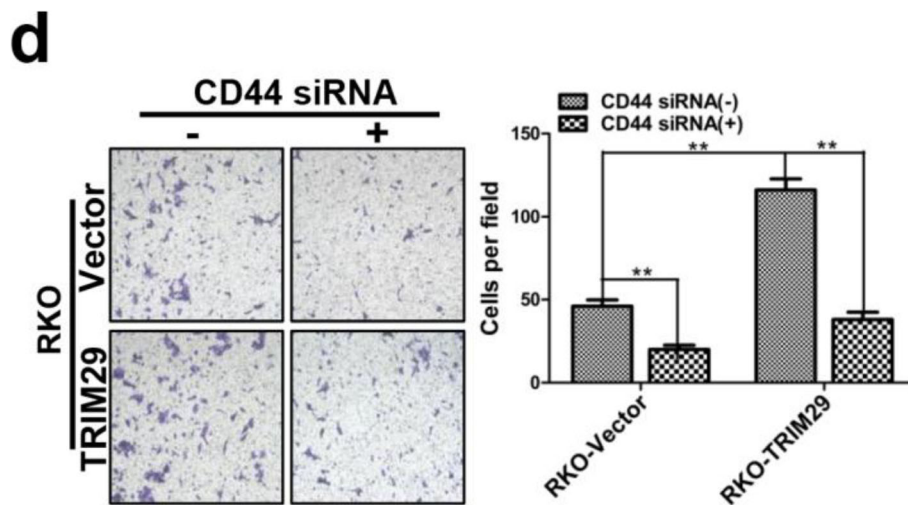 d
CD44 siRNA
- +
RKO
Vector
TRIM29
CD44 siRNA(-)
CD44 siRNA(+)
Cells per field
150
100
50
0
**
**
**
RKO-Vector
RKO-TRIM29